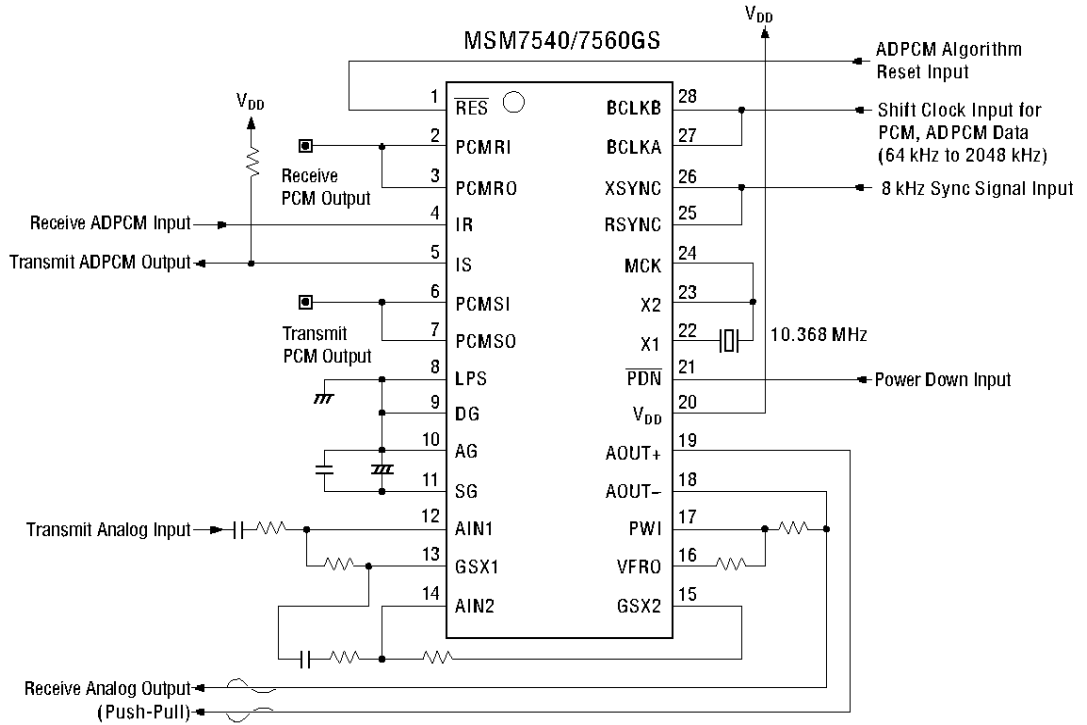 V_DD
MSM7540/7560GS
ADPCM Algorithm
Reset Input
V_DD
1
RES
BCLKB
28
Shift Clock Input for
PCM, ADPCM Data
(64 kHz to 2048 kHz)
2
PCMRI
BCLKA
27
Receive
PCM Output
3
PCMRO
XSYNC
26
8 kHz Sync Signal Input
Receive ADPCM Input
4
IR
RSYNC
25
Transmit ADPCM Output
5
IS
MCK
24
6
PCMSI
X2
23
Transmit
PCM Output
7
PCMSO
X1
22
10.368 MHz
8
LPS
PDN
21
Power Down Input
9
DG
V_DD
20
10
AG
AOUT+
19
11
SG
AOUT−
18
Transmit Analog Input
12
AIN1
PWI
17
13
GSX1
VFRO
16
14
AIN2
GSX2
15
Receive Analog Output
(Push-Pull)